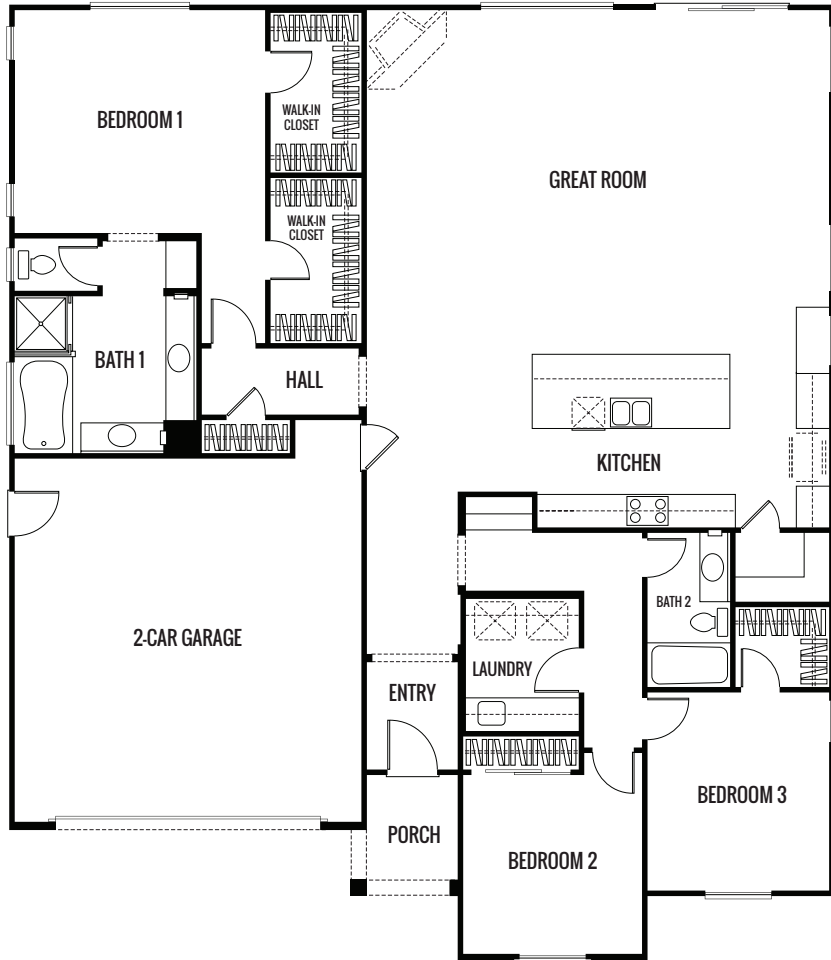 BEDROOM 1
WALK-IN
CLOSET
GREAT ROOM
WALK-IN
CLOSET
BATH 1
HALL
KITCHEN
BATH 2
2-CAR GARAGE
LAUNDRY
ENTRY
BEDROOM 3
PORCH
BEDROOM 2